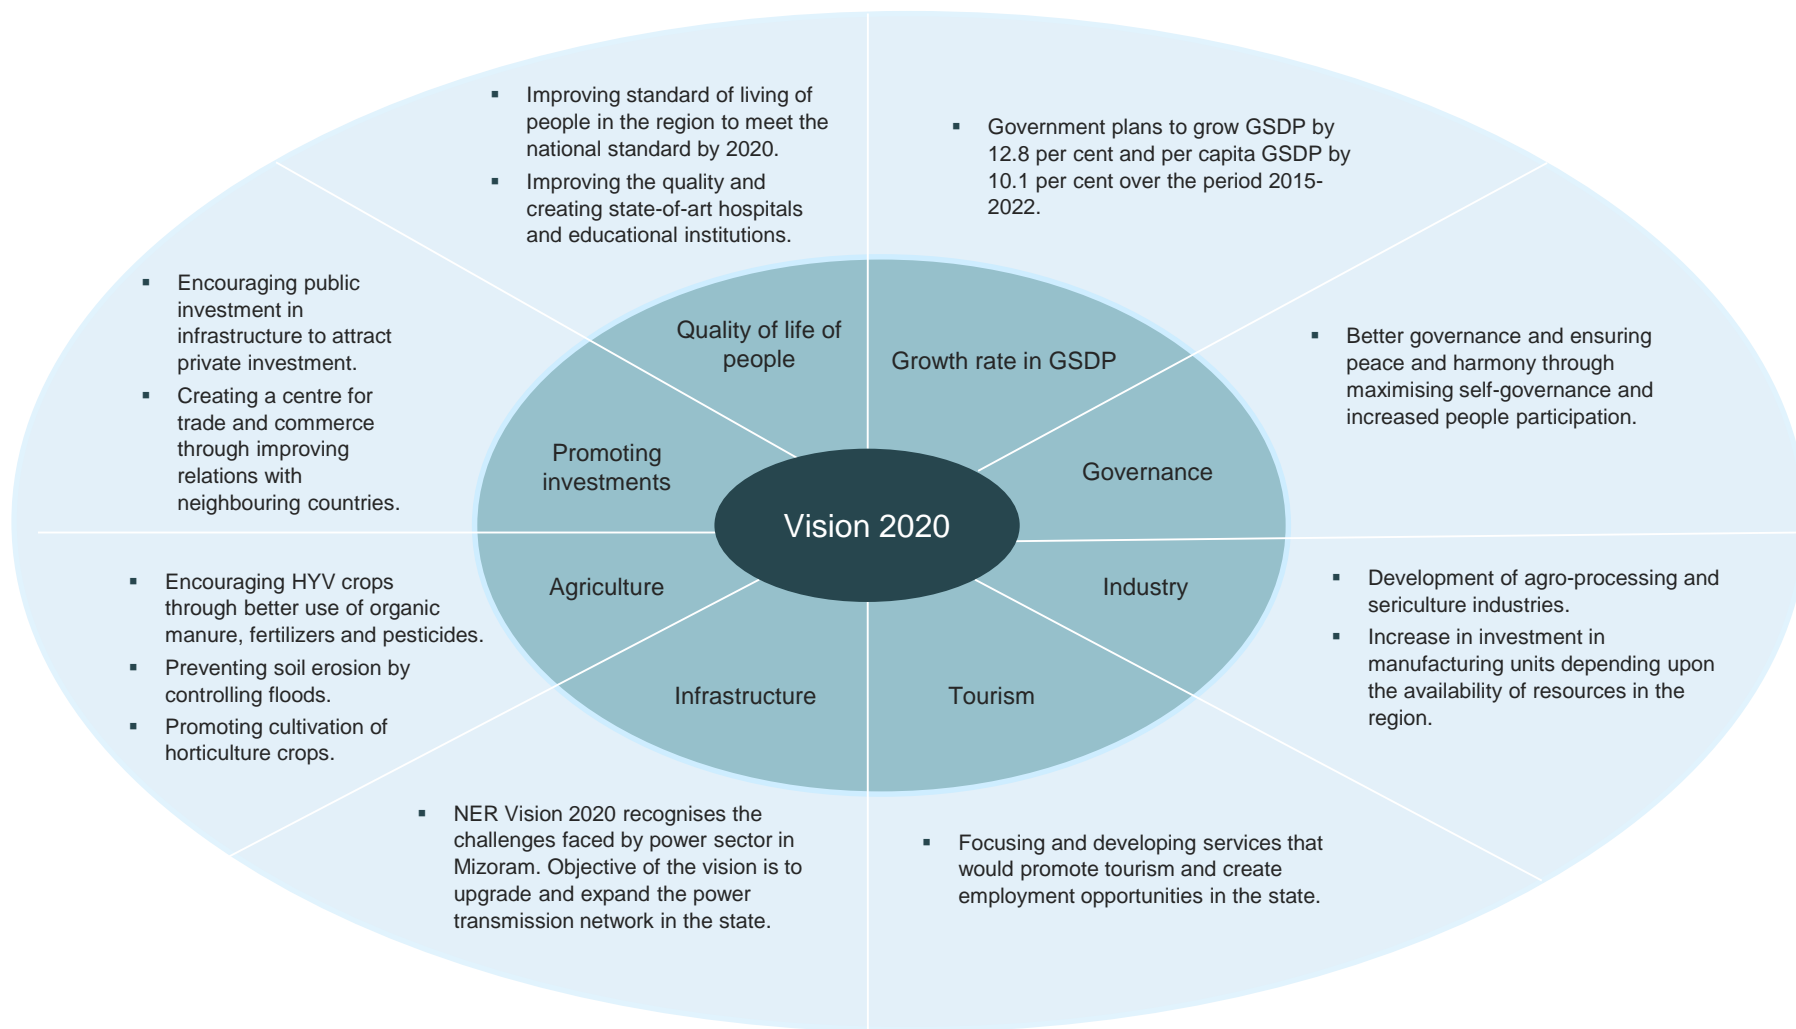 ▪ Improving standard of living of
people in the region to meet the
national standard by 2020.
▪ Improving the quality and
creating state-of-art hospitals
and educational institutions.
▪ Government plans to grow GSDP by
12.8 per cent and per capita GSDP by
10.1 per cent over the period 2015-
2022.
▪ Encouraging public
investment in
infrastructure to attract
private investment.
▪ Creating a centre for
trade and commerce
through improving
relations with
neighbouring countries.
Quality of life of
people
Growth rate in GSDP
▪ Better governance and ensuring
peace and harmony through
maximising self-governance and
increased people participation.
Promoting
investments
Governance
Vision 2020
Agriculture
Industry
Infrastructure
Tourism
▪ Encouraging HYV crops
through better use of organic
manure, fertilizers and pesticides.
▪ Preventing soil erosion by
controlling floods.
▪ Promoting cultivation of
horticulture crops.
▪ Development of agro-processing and
sericulture industries.
▪ Increase in investment in
manufacturing units depending upon
the availability of resources in the
region.
▪ NER Vision 2020 recognises the
challenges faced by power sector in
Mizoram. Objective of the vision is to
upgrade and expand the power
transmission network in the state.
▪ Focusing and developing services that
would promote tourism and create
employment opportunities in the state.